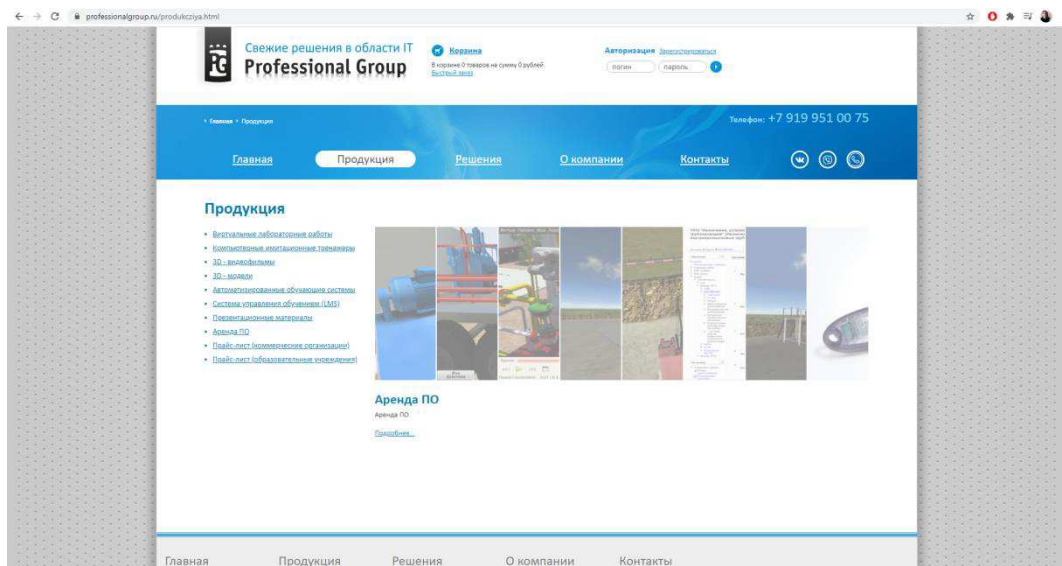 professionalgroup.ru/produkcziya.html
Свежие решения в области IT
Professional Group
Корзина
В корзине 0 товаров на сумму 0 рублей
Быстрый заказ
Авторизация Зарегистрироваться
логин пароль
Главная Продукция
Телефон: +7 919 951 00 75
Главная Продукция Решения О компании Контакты
Продукция
Виртуальные лабораторные работы
Компьютерные имитационные тренажеры
3D - видеофильмы
3D - модели
Автоматизированные обучающие системы
Система управления обучением (LMS)
Презентационные материалы
Аренда ПО
Прайс-лист (коммерческие организации)
Прайс-лист (образовательные учреждения)
Аренда ПО
Аренда ПО
Подробнее...
Главная Продукция Решения О компании Контакты